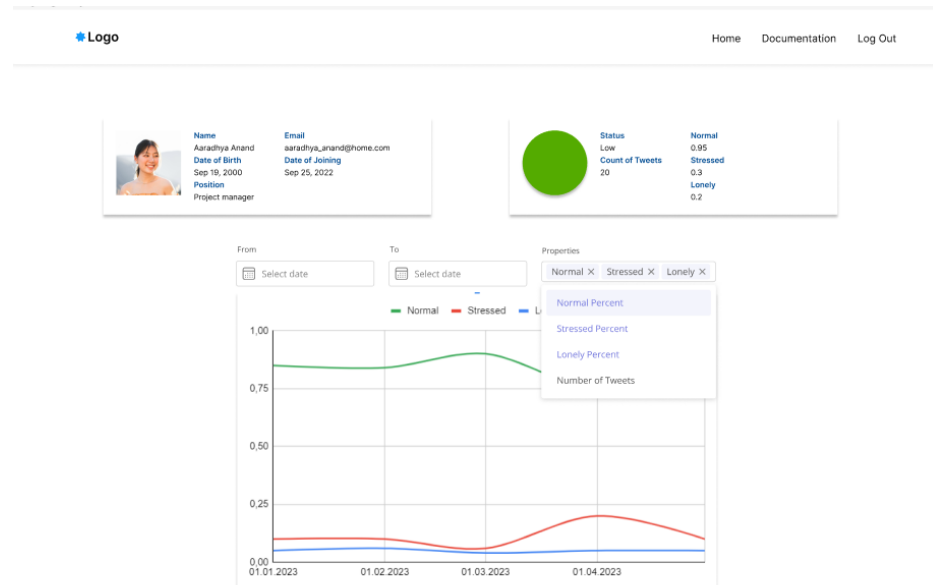 Logo
Home Documentation Log Out
Name
Aaradhya Anand
Date of Birth
Sep 19, 2000
Position
Project manager
Email
aaradhya_anand@home.com
Date of Joining
Sep 25, 2022
Status
Low
Count of Tweets
20
Normal
0.95
Stressed
0.3
Lonely
0.2
From
Select date
To
Select date
Properties
Normal × Stressed × Lonely ×
Normal Percent
Stressed Percent
Lonely Percent
Number of Tweets
Normal Stressed
1,00
0,75
0,50
0,25
0,00
01.01.2023 01.02.2023 01.03.2023 01.04.2023